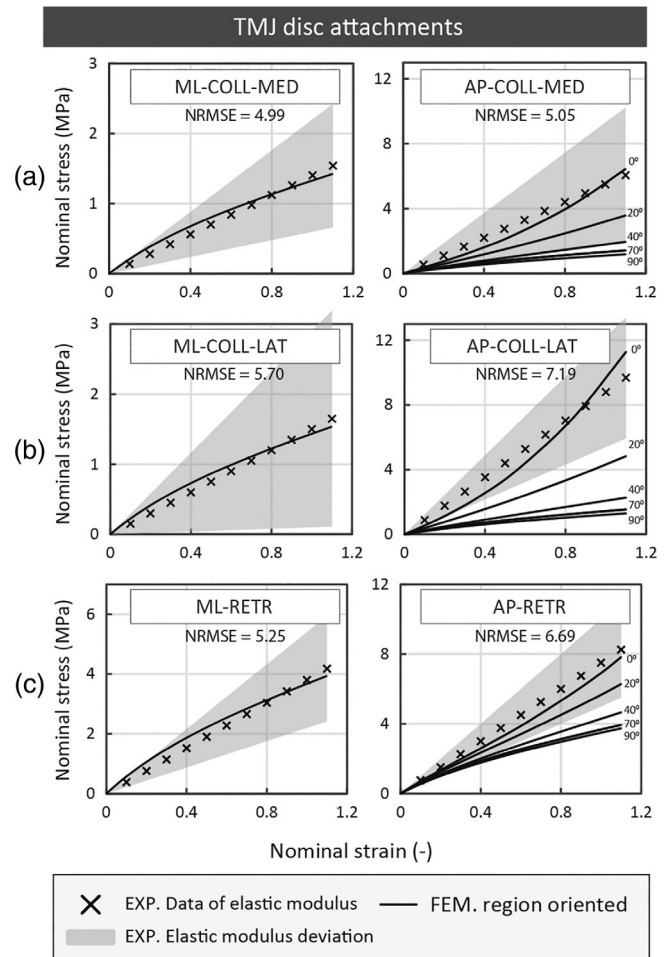 TMJ disc attachments
3
ML-COLL-MED
NRMSE = 4.99
2
1
0
0
0.4
0.8
1.2
Nominal stress (MPa)
(a)
12
AP-COLL-MED
NRMSE = 5.05
8
4
0
0º
20º
40º
70º
90º
0
0.4
0.8
1.2
3
ML-COLL-LAT
NRMSE = 5.70
2
1
0
0
0.4
0.8
1.2
Nominal stress (MPa)
(b)
12
AP-COLL-LAT
NRMSE = 7.19
8
4
0
0º
20º
40º
70º
90º
0
0.4
0.8
1.2
6
ML-RETR
NRMSE = 5.25
4
2
0
0
0.4
0.8
1.2
Nominal stress (MPa)
(c)
12
AP-RETR
NRMSE = 6.69
8
4
0
0º
20º
40º
70º
90º
0
0.4
0.8
1.2
Nominal strain (-)
EXP. Data of elastic modulus
FEM. region oriented
EXP. Elastic modulus deviation